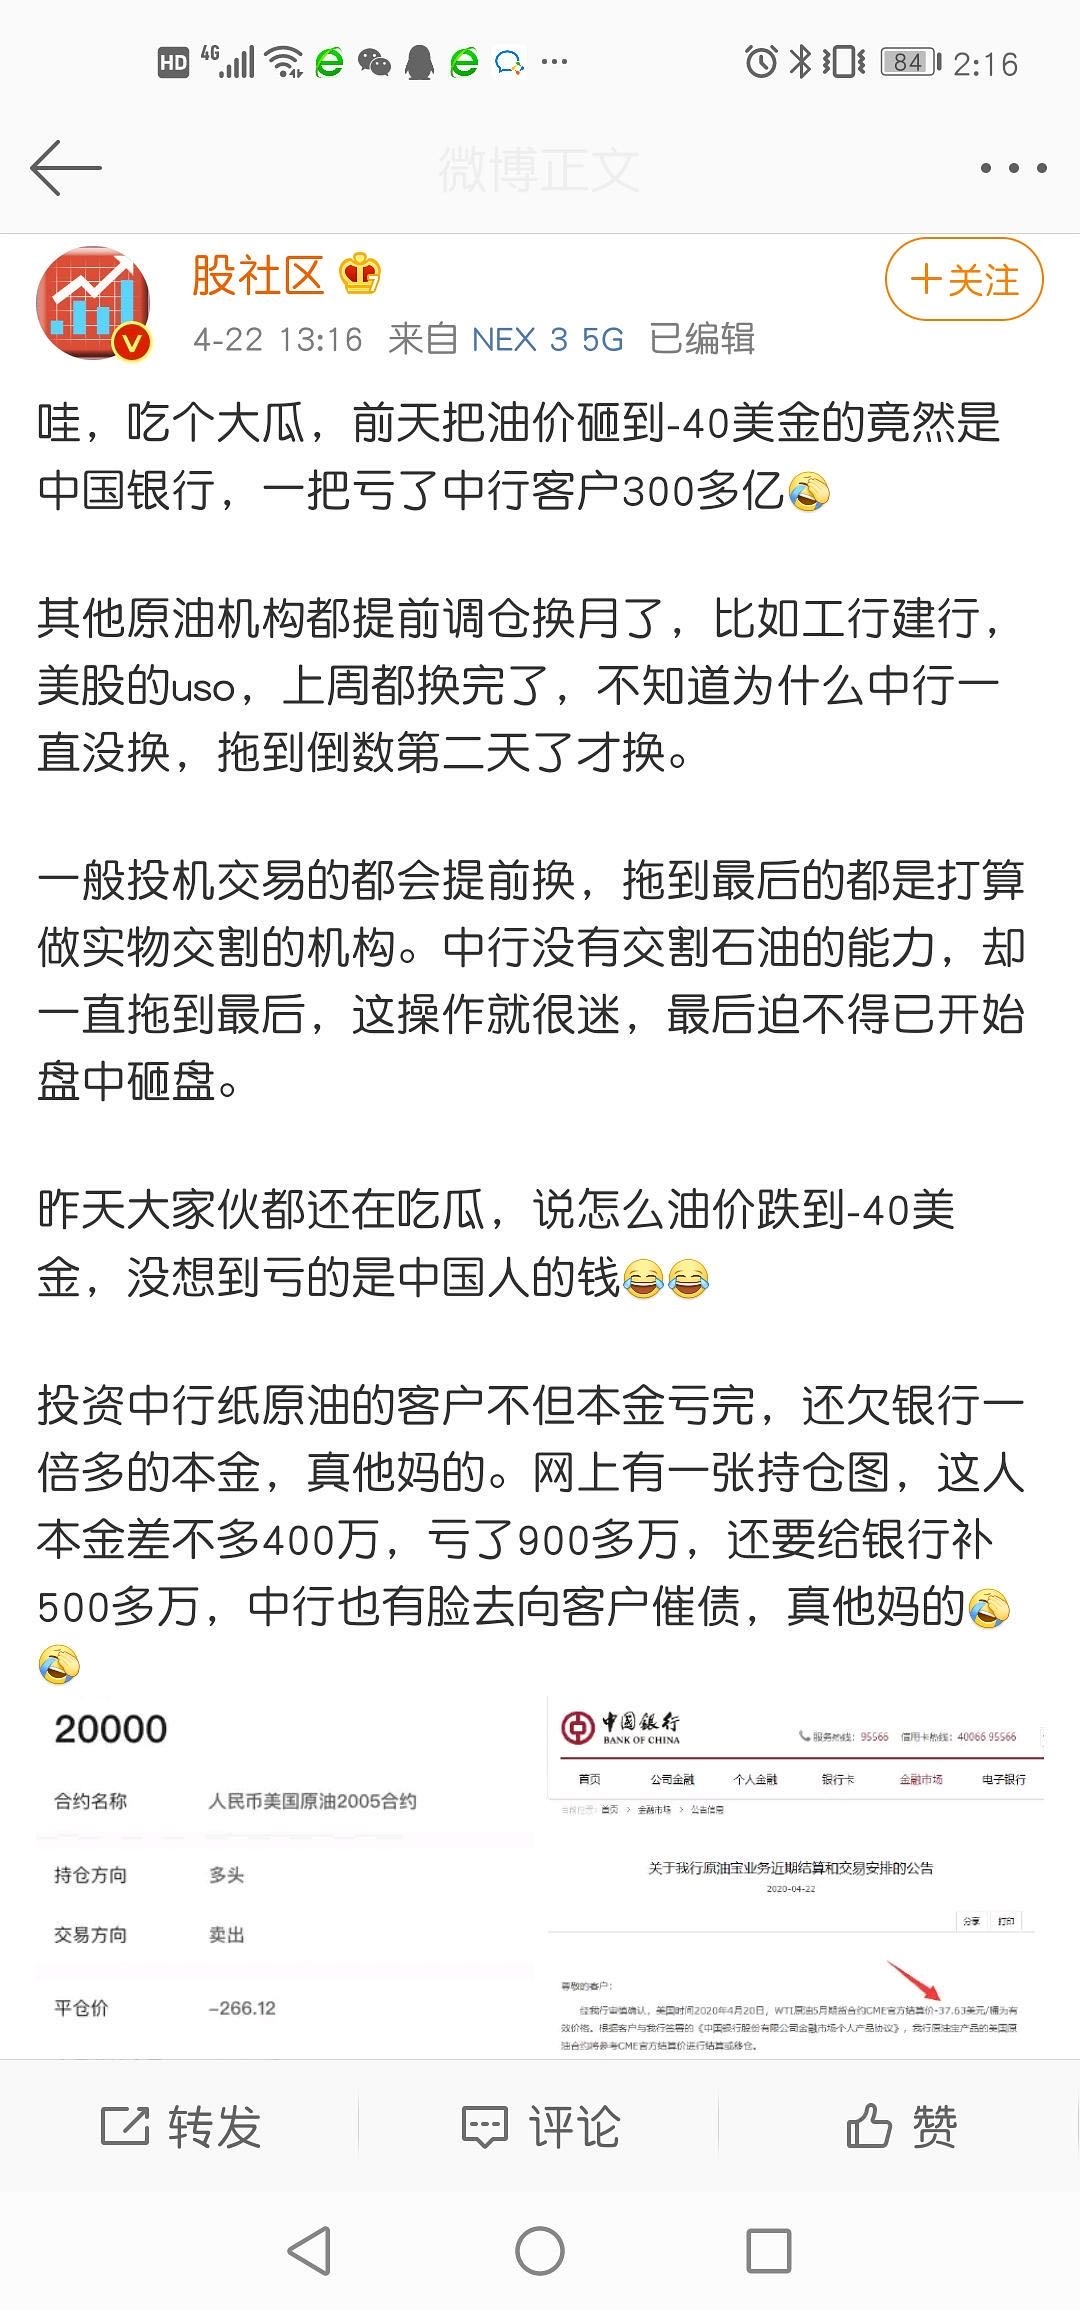 HD 4G 84 2:16
微博正文
股社区
+关注
4-22 13:16 来自 NEX 3 5G 已编辑
哇，吃个大瓜，前天把油价砸到-40美金的竟然是
中国银行，一把亏了中行客户300多亿
其他原油机构都提前调仓换月了，比如工行建行，
美股的uso，上周都换完了，不知道为什么中行一
直没换，拖到倒数第二天了才换。
一般投机交易的都会提前换，拖到最后的都是打算
做实物交割的机构。中行没有交割石油的能力，却
一直拖到最后，这操作就很迷，最后迫不得已开始
盘中砸盘。
昨天大家伙都还在吃瓜，说怎么油价跌到-40美
金，没想到亏的是中国人的钱
投资中行纸原油的客户不但本金亏完，还欠银行一
倍多的本金，真他妈的。网上有一张持仓图，这人
本金差不多400万，亏了900多万，还要给银行补
500多万，中行也有脸去向客户催债，真他妈的
20000
合约名称 人民币美国原油2005合约
持仓方向 多头
交易方向 卖出
平仓价 -266.12
中国银行
BANK OF CHINA
服务热线：95566 信用卡热线：40066 95566
首页 公司金融 个人金融 银行卡 金融市场 电子银行
当前位置：首页 > 金融市场 > 公告信息
关于我行原油宝业务近期结算和交易安排的公告
2020-04-22
分享 打印
尊敬的客户：
经我行审慎确认，美国时间2020年4月20日，WTI原油5月期货合约CME官方结算价-37.63美元/桶为有
效价格。根据客户与我行签署的《中国银行股份有限公司金融市场个人产品协议》，我行原油宝产品的美国原
油合约将参考CME官方结算价进行结算或移仓。
转发 评论 赞